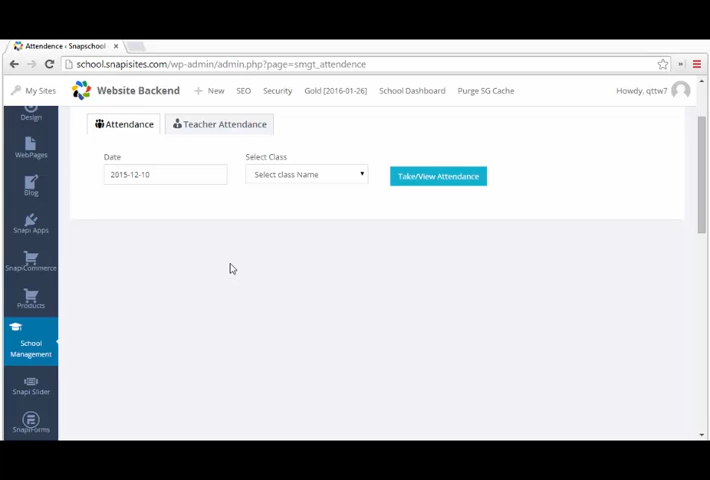 Attendence ‹ Snapschool
school.snapisites.com/wp-admin/admin.php?page=smgt_attendence
My Sites
Website Backend
New
SEO
Security
Gold [2016-01-26]
School Dashboard
Purge SG Cache
Howdy, qttw7
Design
WebPages
Blog
Snapi Apps
SnapiCommerce
Products
School
Management
Snapi Slider
SnapiForms
Attendance
Teacher Attendance
Date
Select Class
2015-12-10
Select class Name
Take/View Attendance